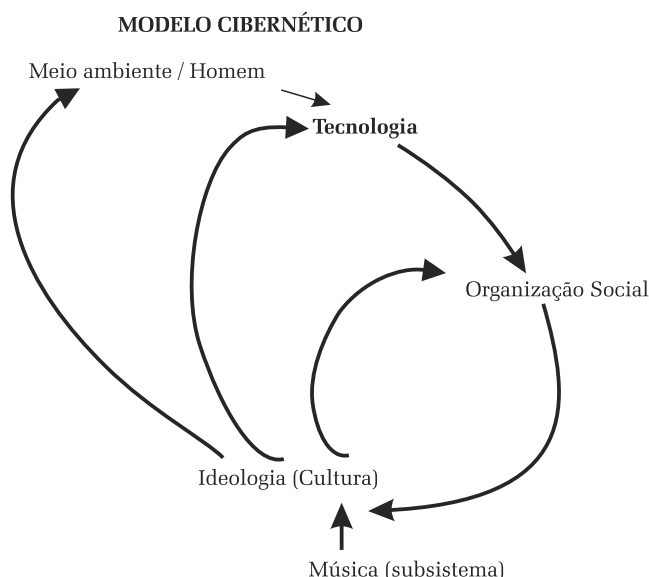 MODELO CIBERNÉTICO
Meio ambiente / Homem
Tecnologia
Organização Social
Ideologia (Cultura)
Música (subsistema)